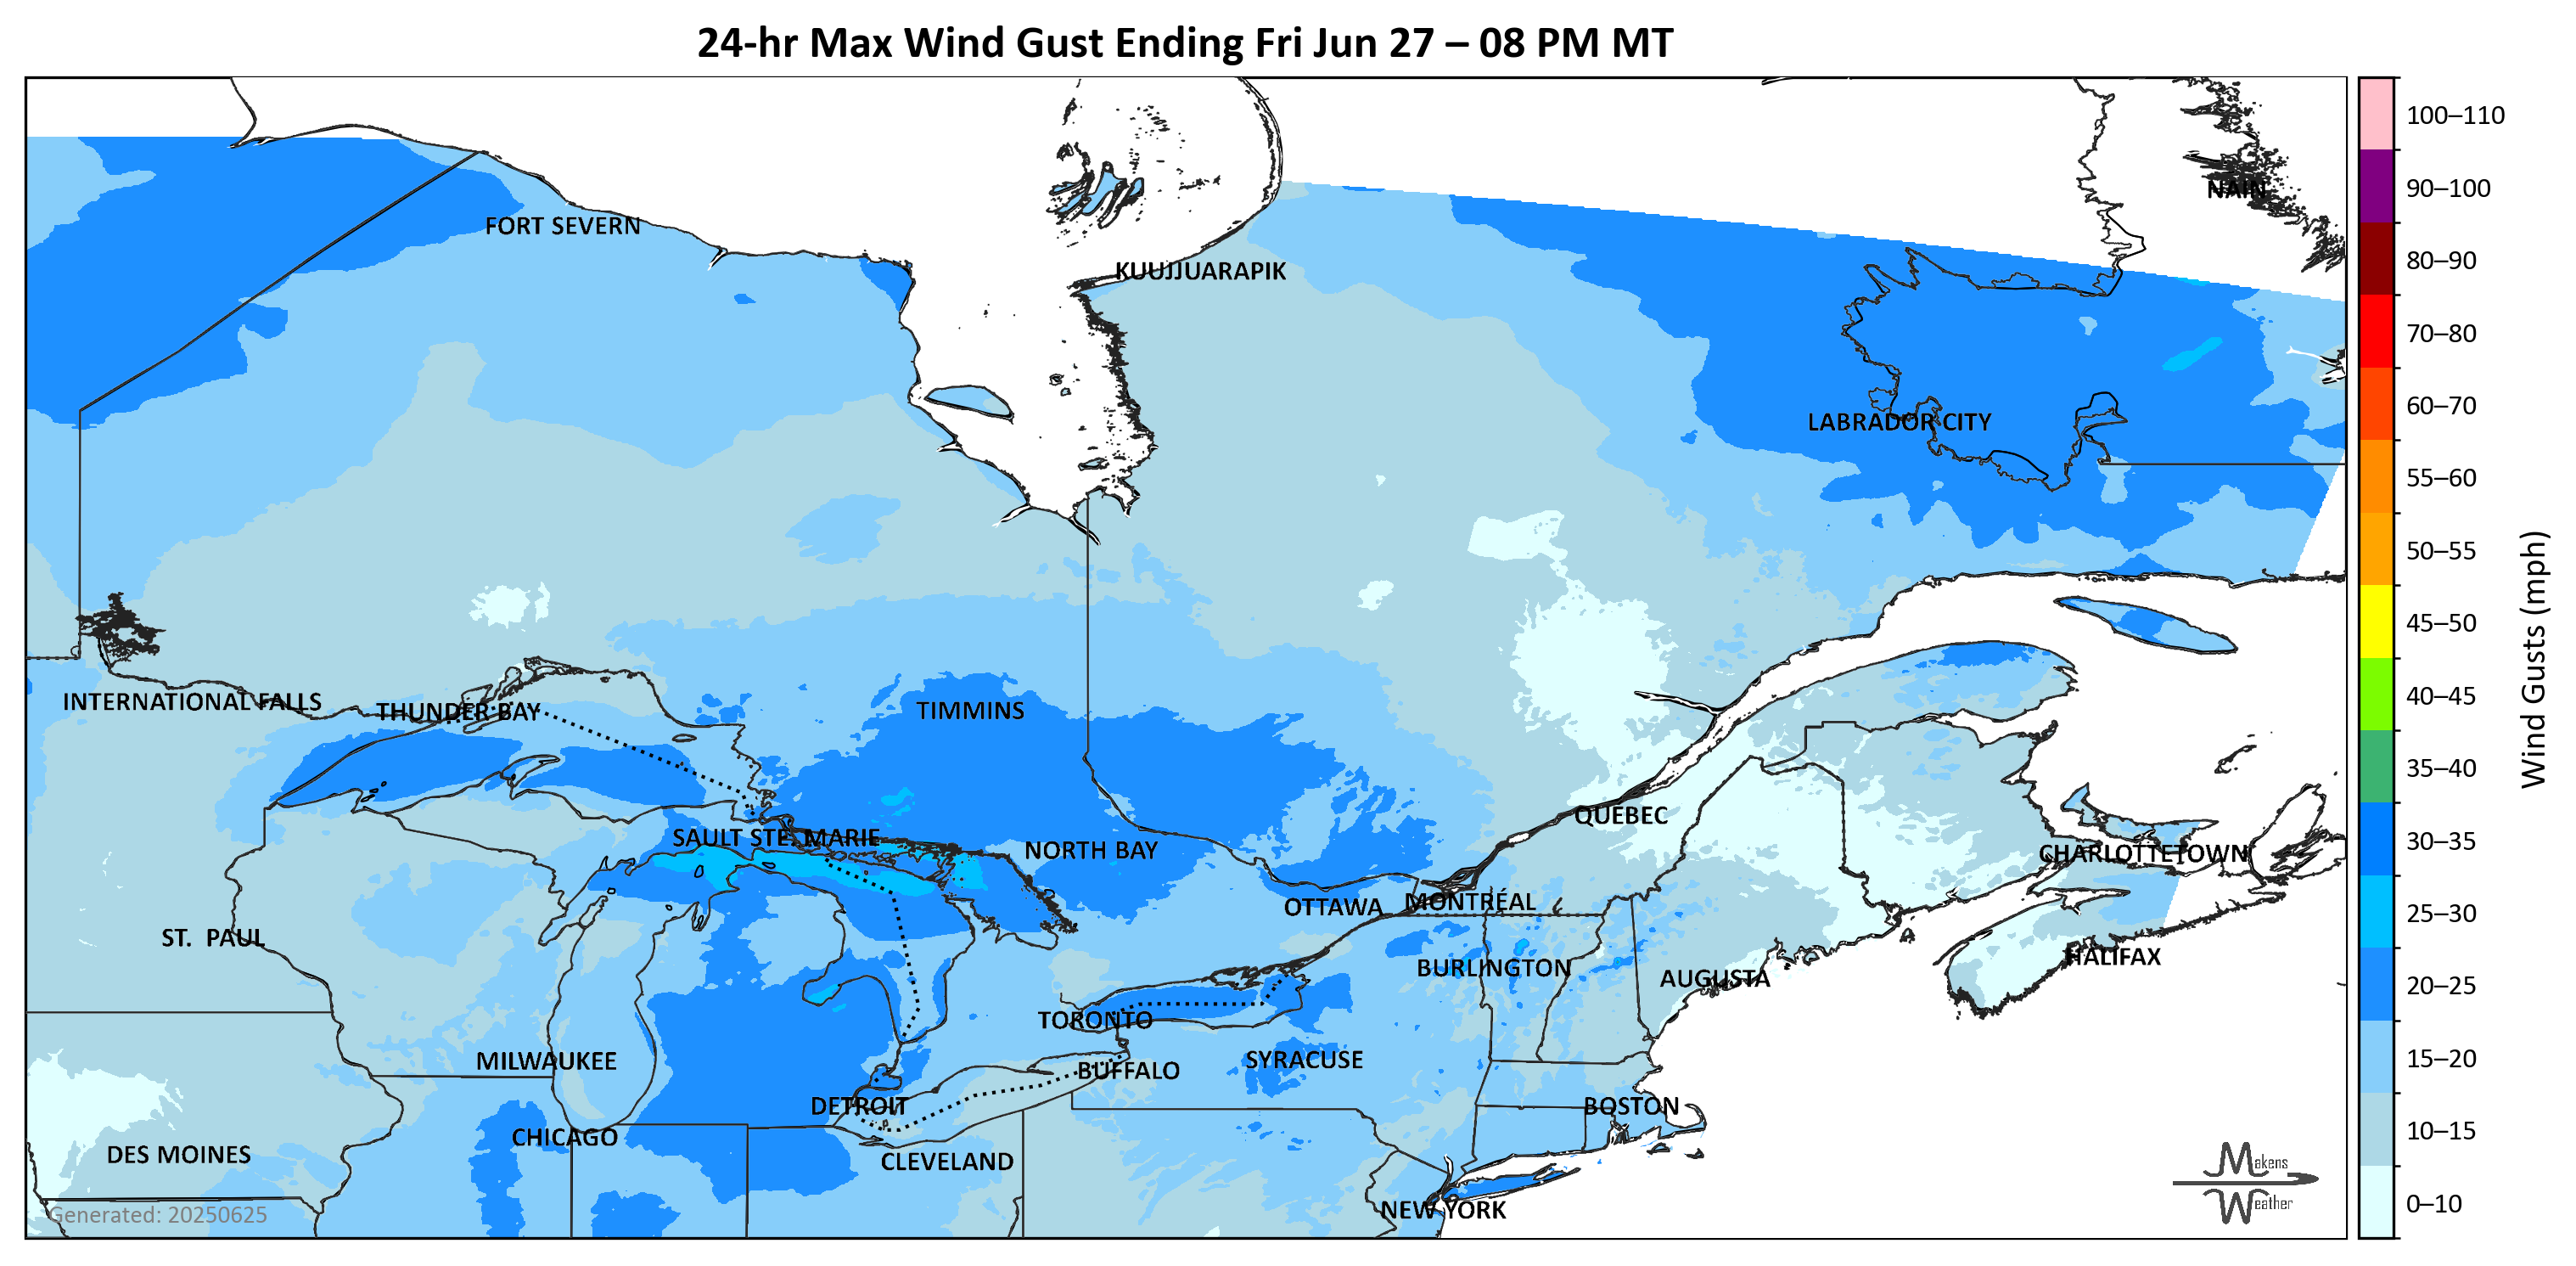 24-hr Max Wind Gust Ending Fri Jun 27 – 08 PM MT
100–110
90–100
80–90
70–80
60–70
55–60
50–55
45–50
40–45
35–40
30–35
25–30
20–25
15–20
10–15
0–10
Wind Gusts (mph)
NAIN
FORT SEVERN
KUUJJUARAPIK
LABRADOR CITY
INTERNATIONAL FALLS
THUNDER BAY
TIMMINS
SAULT STE. MARIE
NORTH BAY
QUÉBEC
CHARLOTTETOWN
OTTAWA
MONTRÉAL
ST. PAUL
BURLINGTON
AUGUSTA
HALIFAX
TORONTO
MILWAUKEE
BUFFALO
SYRACUSE
DETROIT
BOSTON
CHICAGO
DES MOINES
CLEVELAND
NEW YORK
Generated: 20250625
Makens
Weather